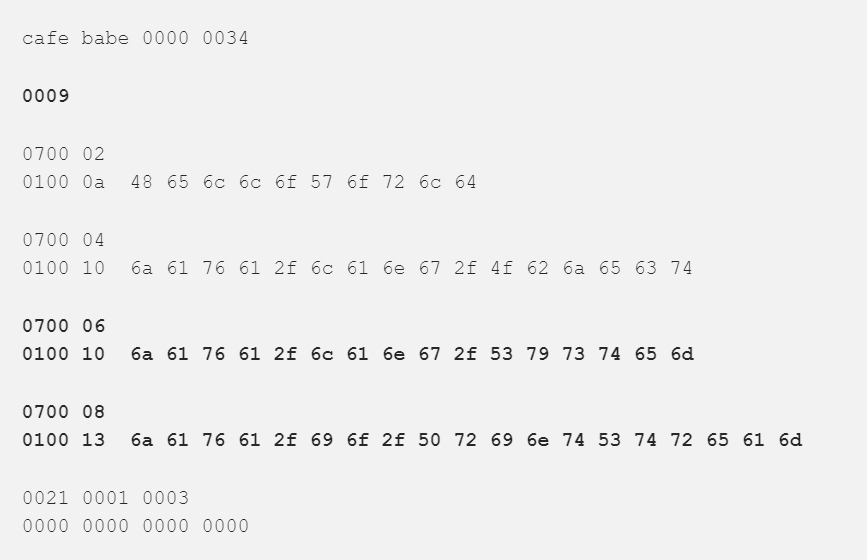 cafe babe 0000 0034
0009
0700 02
0100 0a 48 65 6c 6c 6f 57 6f 72 6c 64
0700 04
0100 10 6a 61 76 61 2f 6c 61 6e 67 2f 4f 62 6a 65 63 74
0700 06
0100 10 6a 61 76 61 2f 6c 61 6e 67 2f 53 79 73 74 65 6d
0700 08
0100 13 6a 61 76 61 2f 69 6f 2f 50 72 69 6e 74 53 74 72 65 61 6d
0021 0001 0003
0000 0000 0000 0000